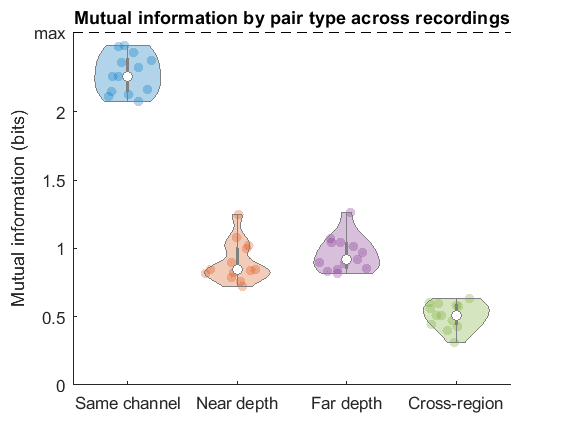 Mutual information by pair type across recordings
max
2
1.5
1
0.5
0
Mutual information (bits)
Same channel
Near depth
Far depth
Cross-region